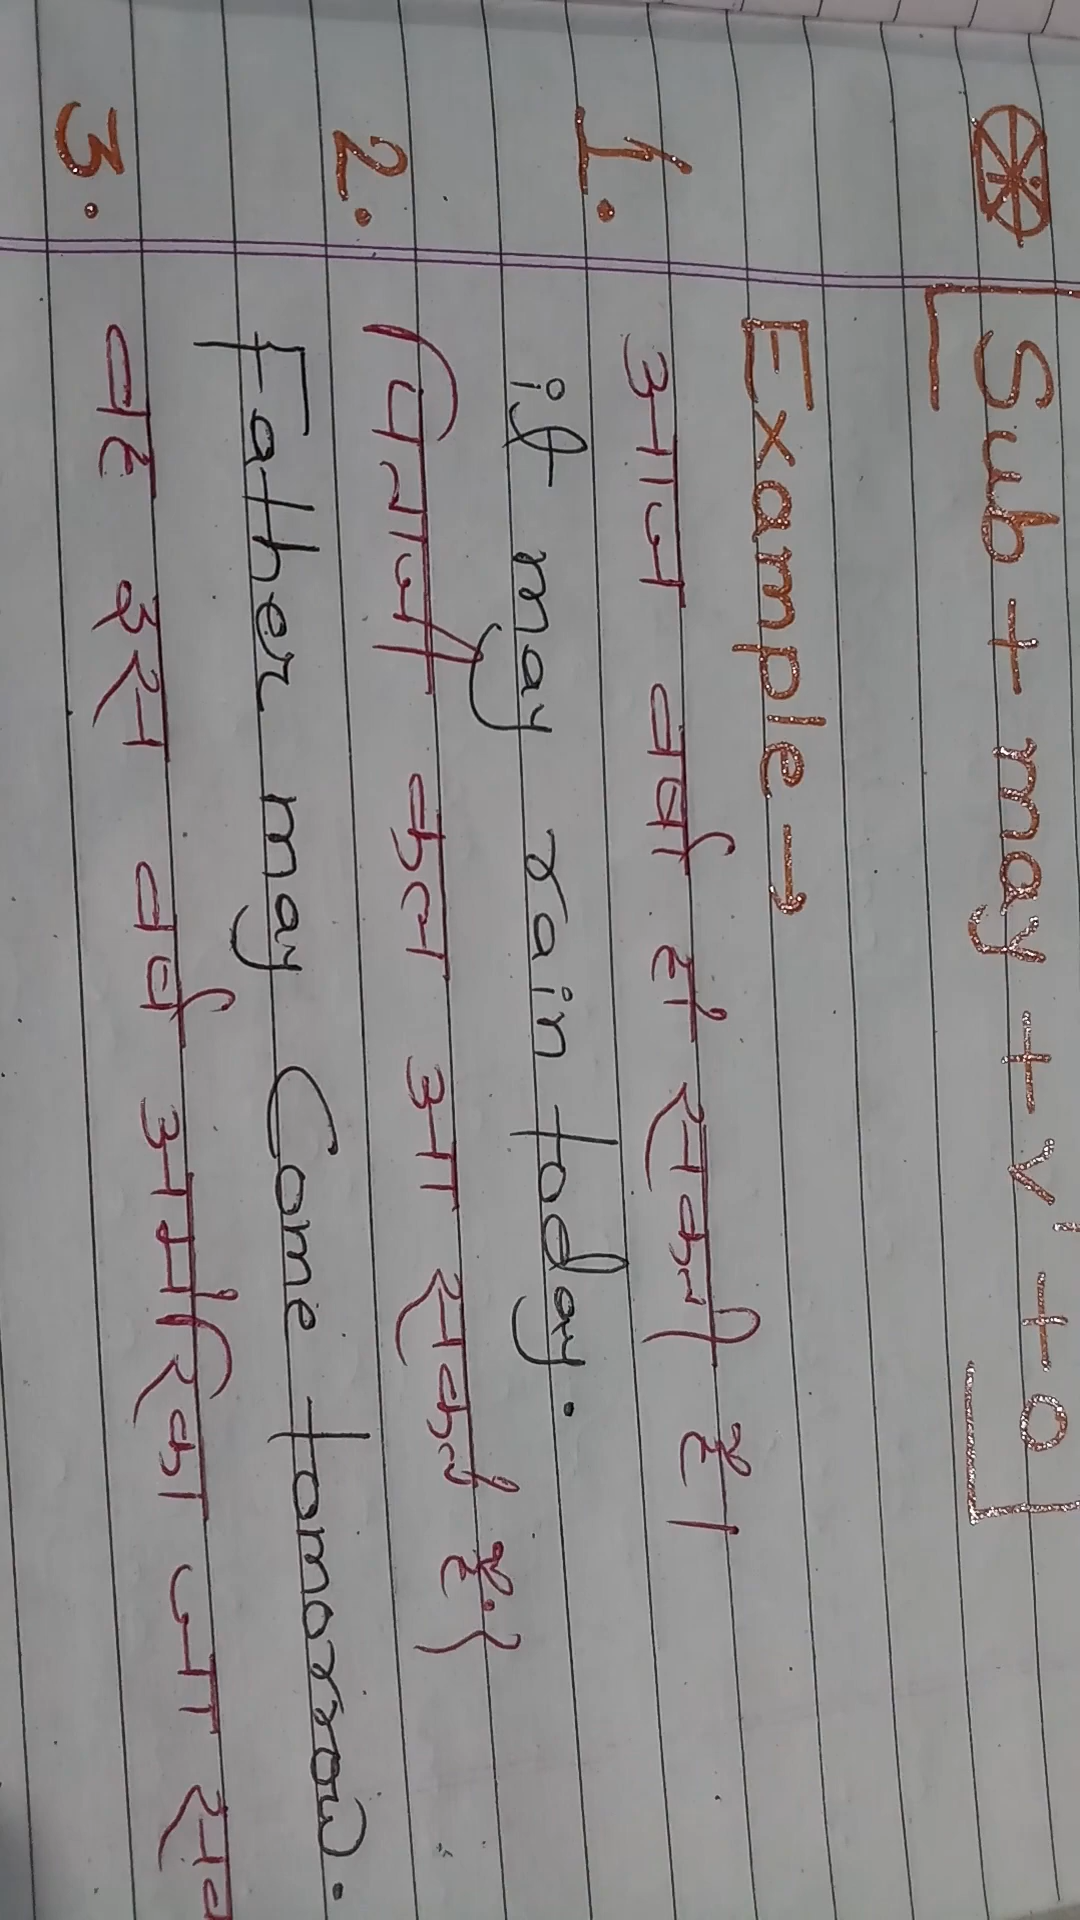 [Sub + may + v¹ + o]
Example →
1. आज वर्षा हो सकती है।
it may rain today.
2. पिताजी कल आ सकते हैं।
Father may Come tomorrow.
3. वह इस वर्ष अमेरिका जा